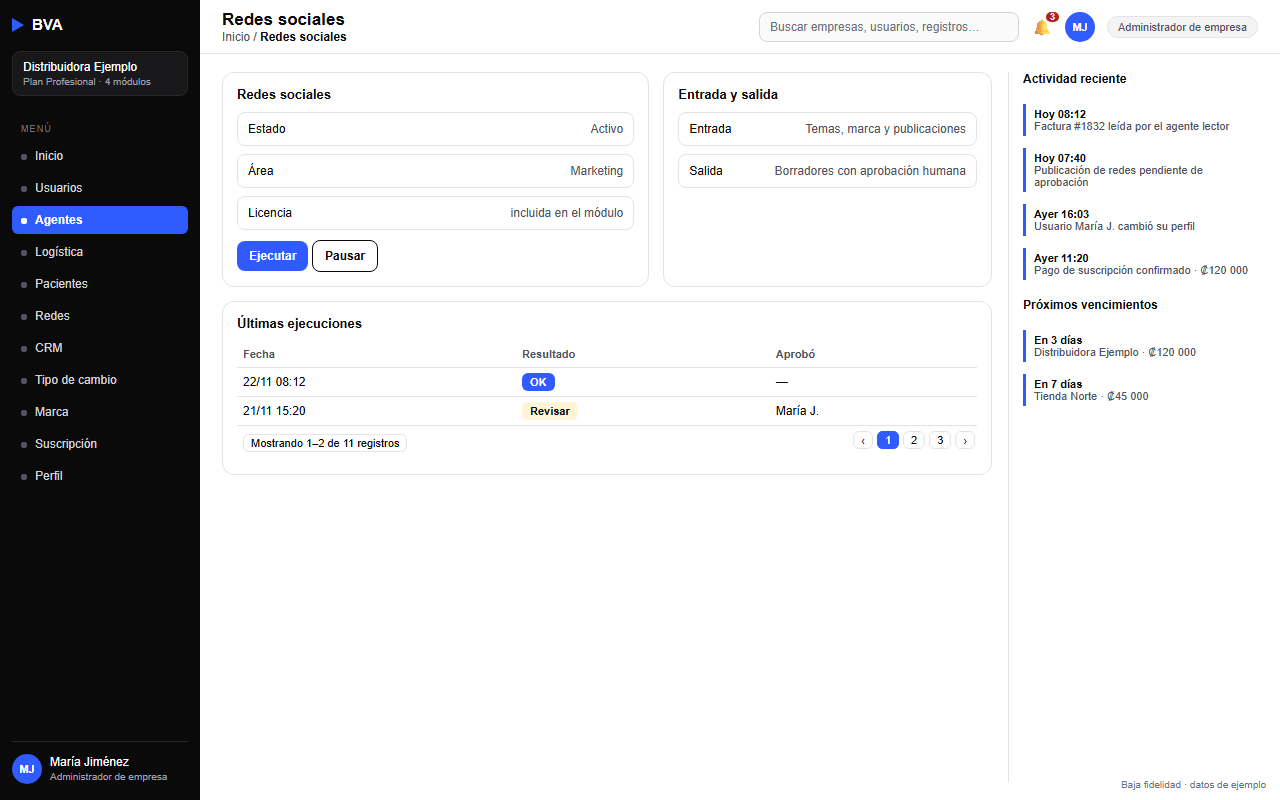 BVA
Distribuidora Ejemplo
Plan Profesional · 4 módulos
MENÚ
Inicio
Usuarios
Agentes
Logística
Pacientes
Redes
CRM
Tipo de cambio
Marca
Suscripción
Perfil
MJ
María Jiménez
Administrador de empresa
Redes sociales
Inicio / Redes sociales
Buscar empresas, usuarios, registros…
3
MJ
Administrador de empresa
Redes sociales
Estado Activo
Área Marketing
Licencia incluida en el módulo
Ejecutar Pausar
Entrada y salida
Entrada Temas, marca y publicaciones
Salida Borradores con aprobación humana
Últimas ejecuciones
Fecha Resultado Aprobó
22/11 08:12 OK —
21/11 15:20 Revisar María J.
Mostrando 1–2 de 11 registros ‹ 1 2 3 ›
Actividad reciente
Hoy 08:12
Factura #1832 leída por el agente lector
Hoy 07:40
Publicación de redes pendiente de
aprobación
Ayer 16:03
Usuario María J. cambió su perfil
Ayer 11:20
Pago de suscripción confirmado · ₡120 000
Próximos vencimientos
En 3 días
Distribuidora Ejemplo · ₡120 000
En 7 días
Tienda Norte · ₡45 000
Baja fidelidad · datos de ejemplo